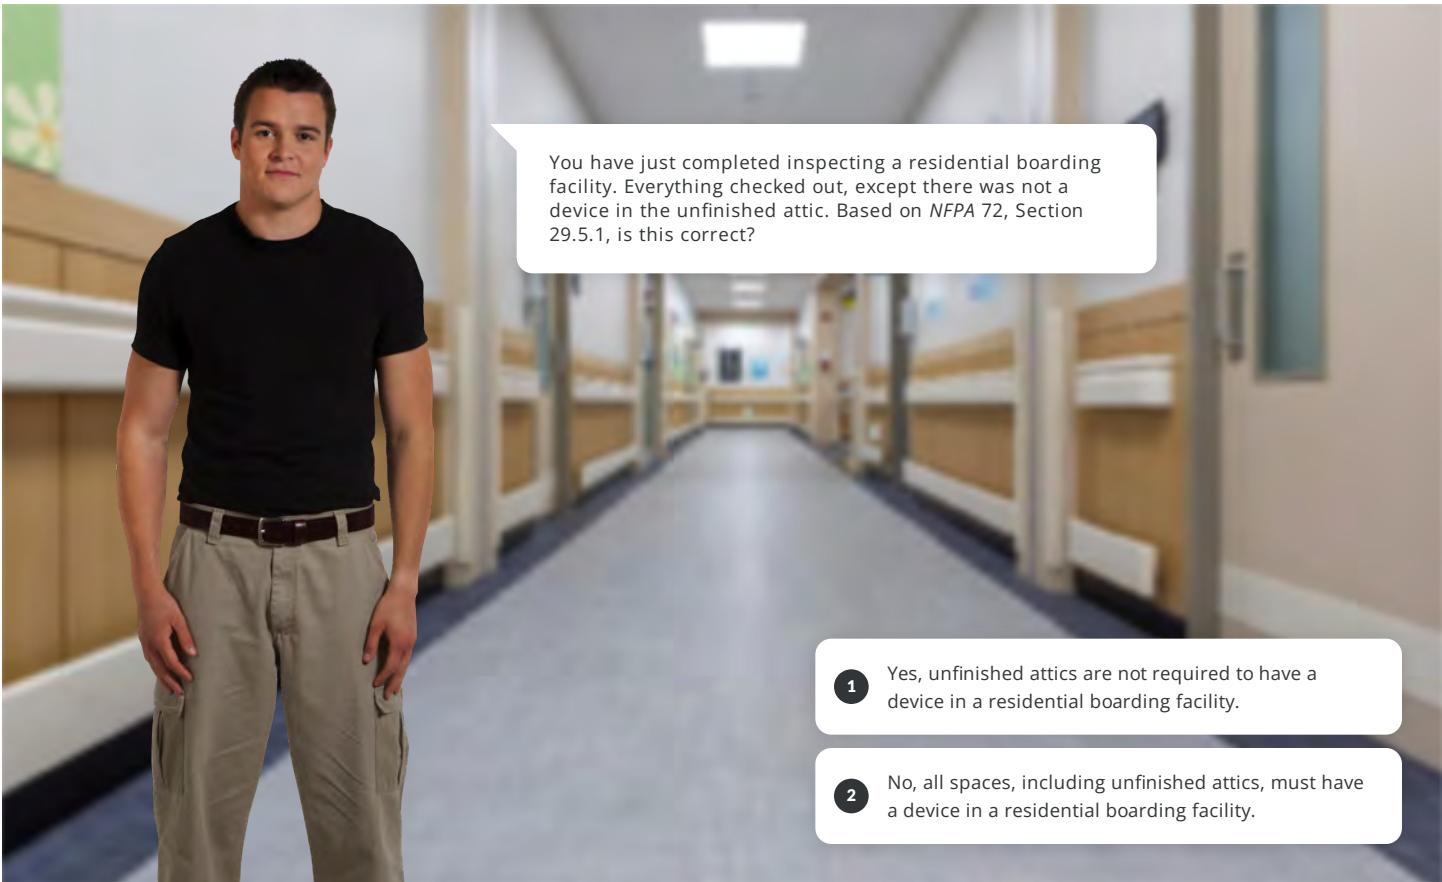 You have just completed inspecting a residential boarding
facility. Everything checked out, except there was not a
device in the unfinished attic. Based on NFPA 72, Section
29.5.1, is this correct?
1
Yes, unfinished attics are not required to have a
device in a residential boarding facility.
2
No, all spaces, including unfinished attics, must have
a device in a residential boarding facility.